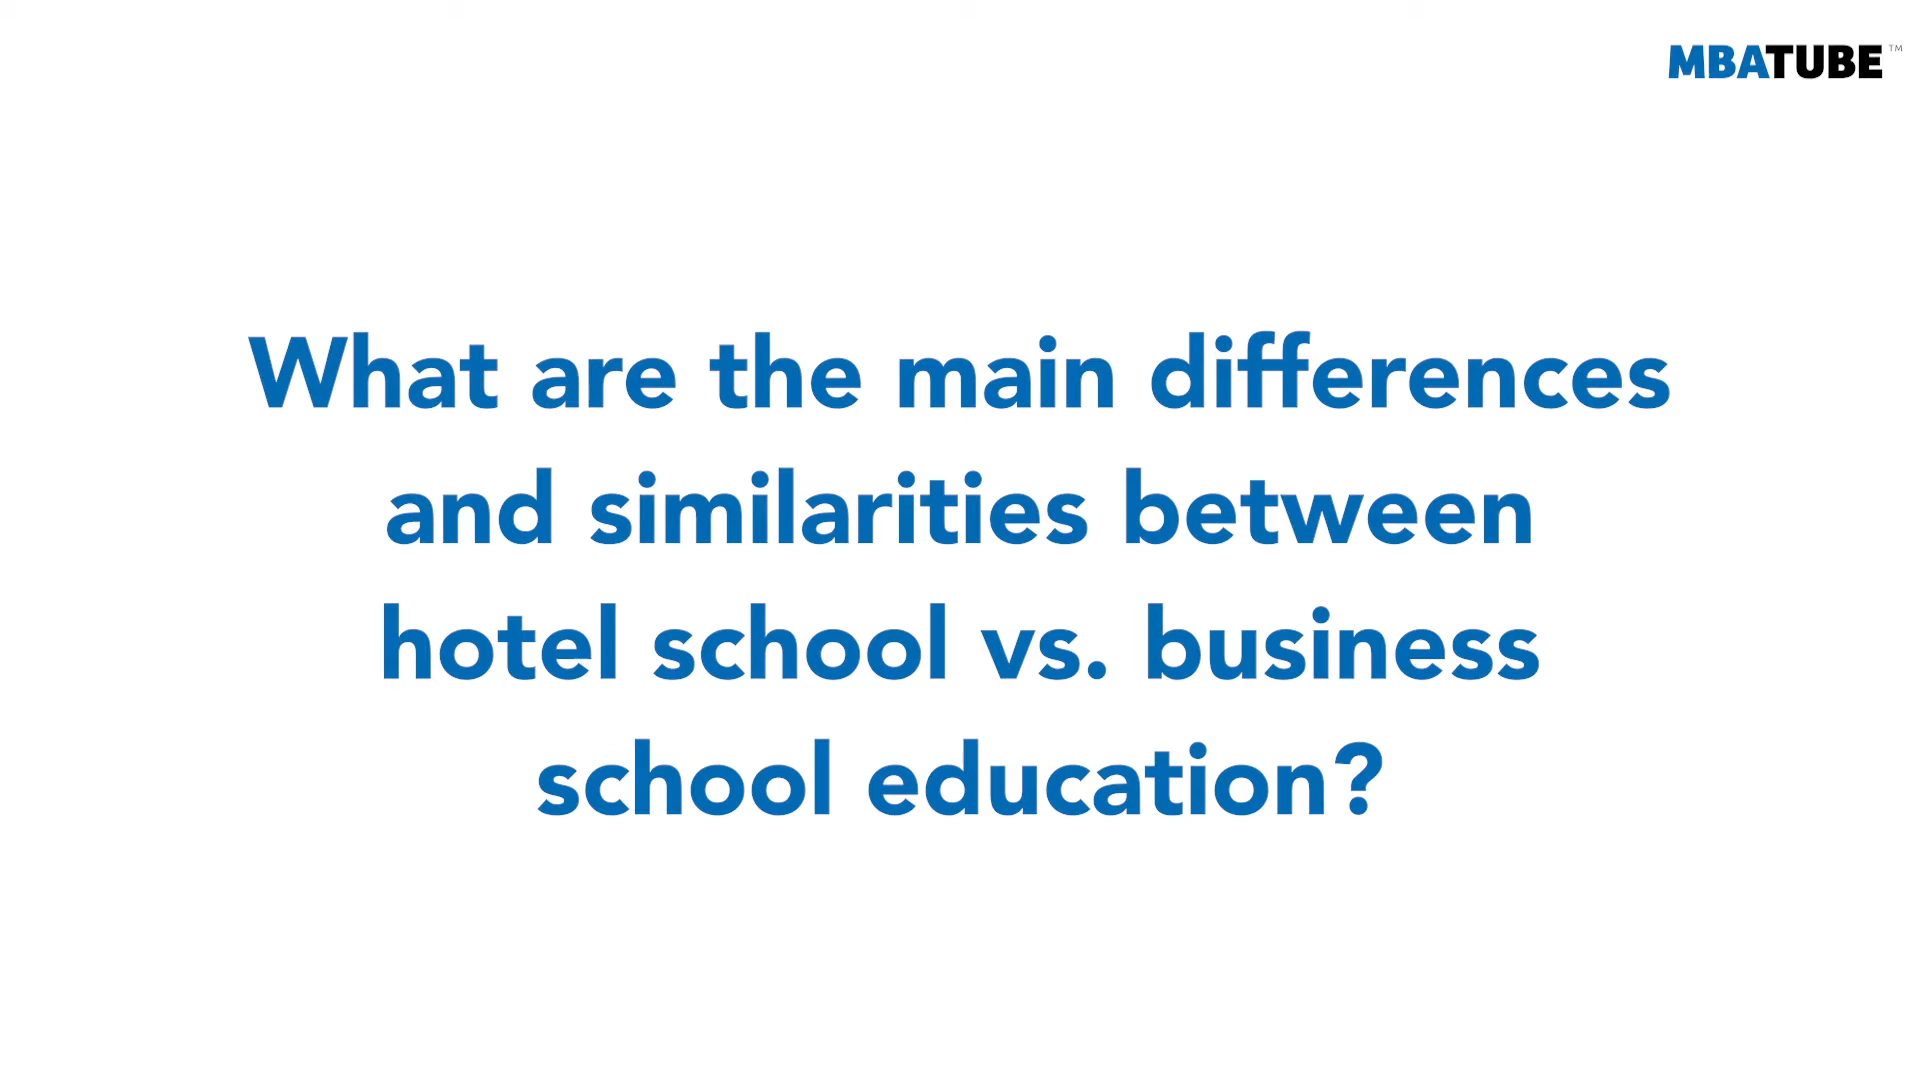 MBATUBE™
What are the main differences
and similarities between
hotel school vs. business
school education?